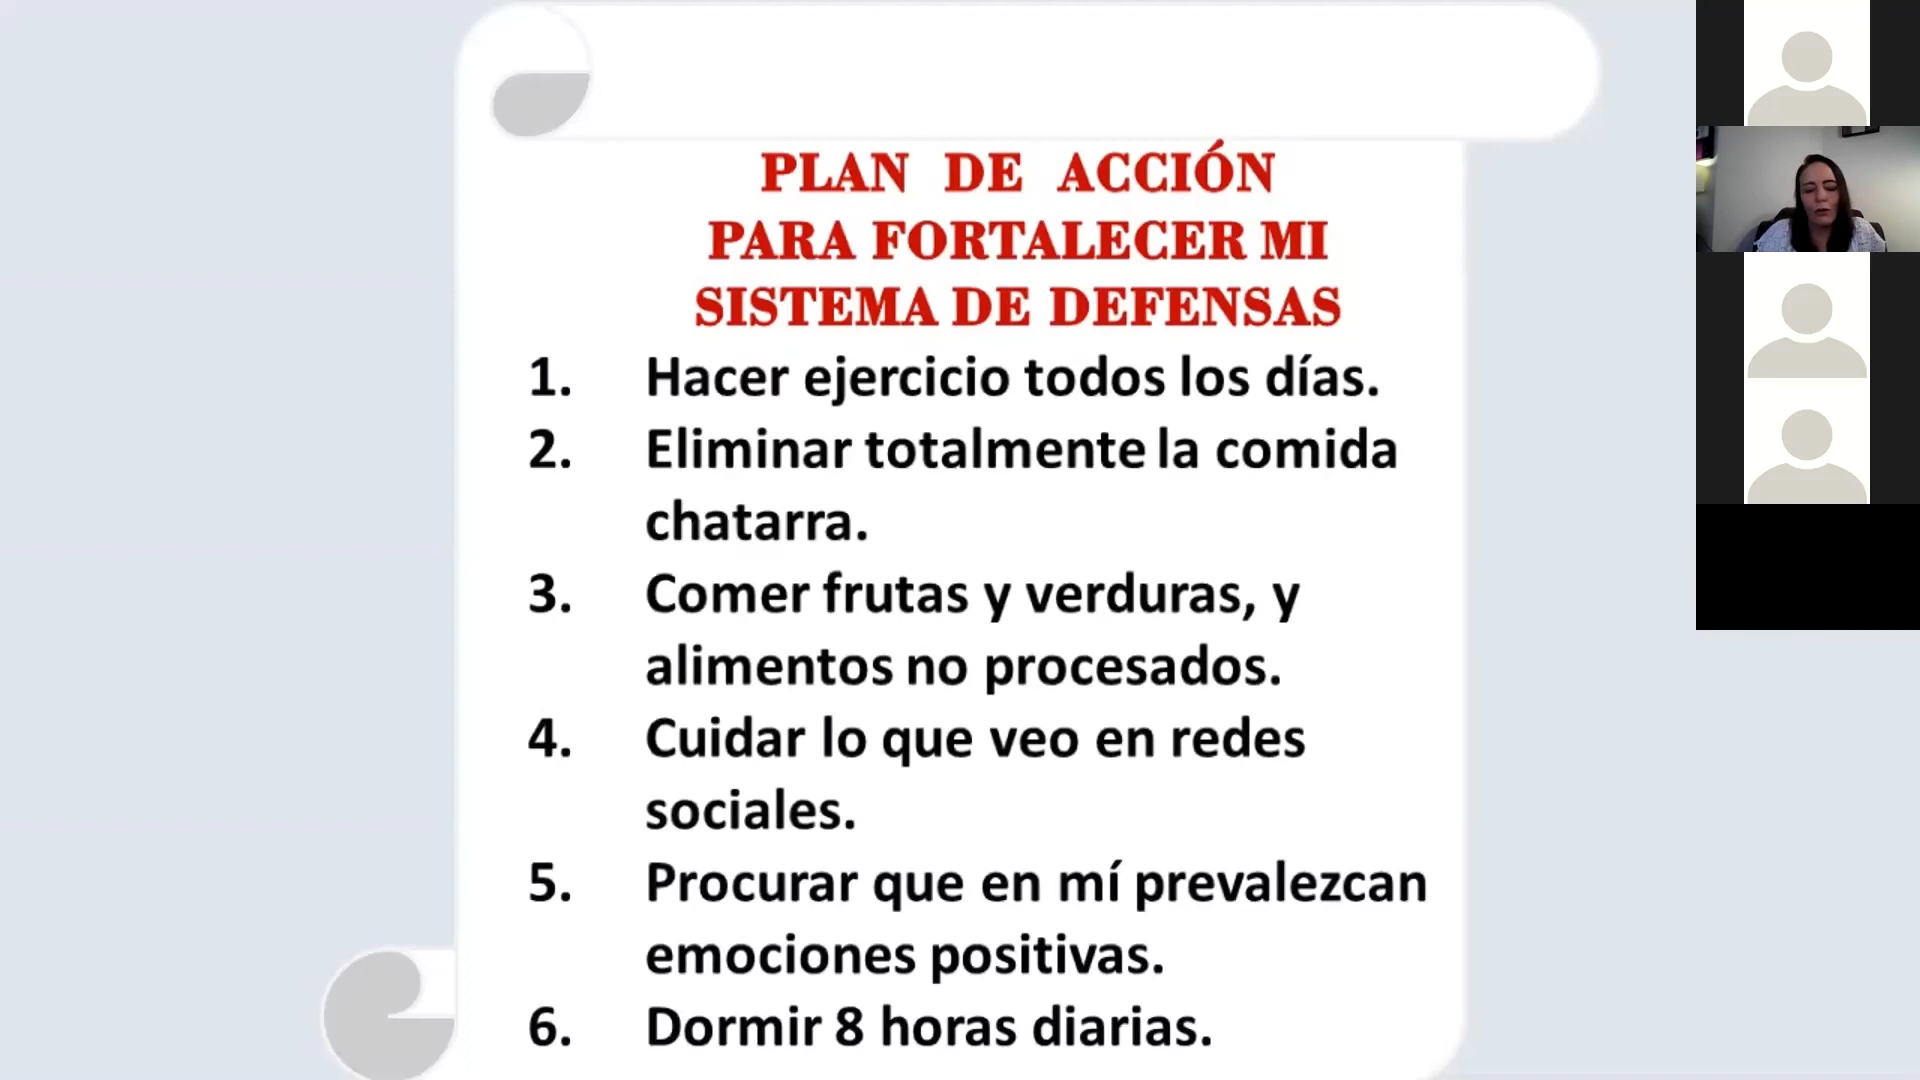 PLAN DE ACCIÓN
PARA FORTALECER MI
SISTEMA DE DEFENSAS
1. Hacer ejercicio todos los días.
2. Eliminar totalmente la comida
chatarra.
3. Comer frutas y verduras, y
alimentos no procesados.
4. Cuidar lo que veo en redes
sociales.
5. Procurar que en mí prevalezcan
emociones positivas.
6. Dormir 8 horas diarias.